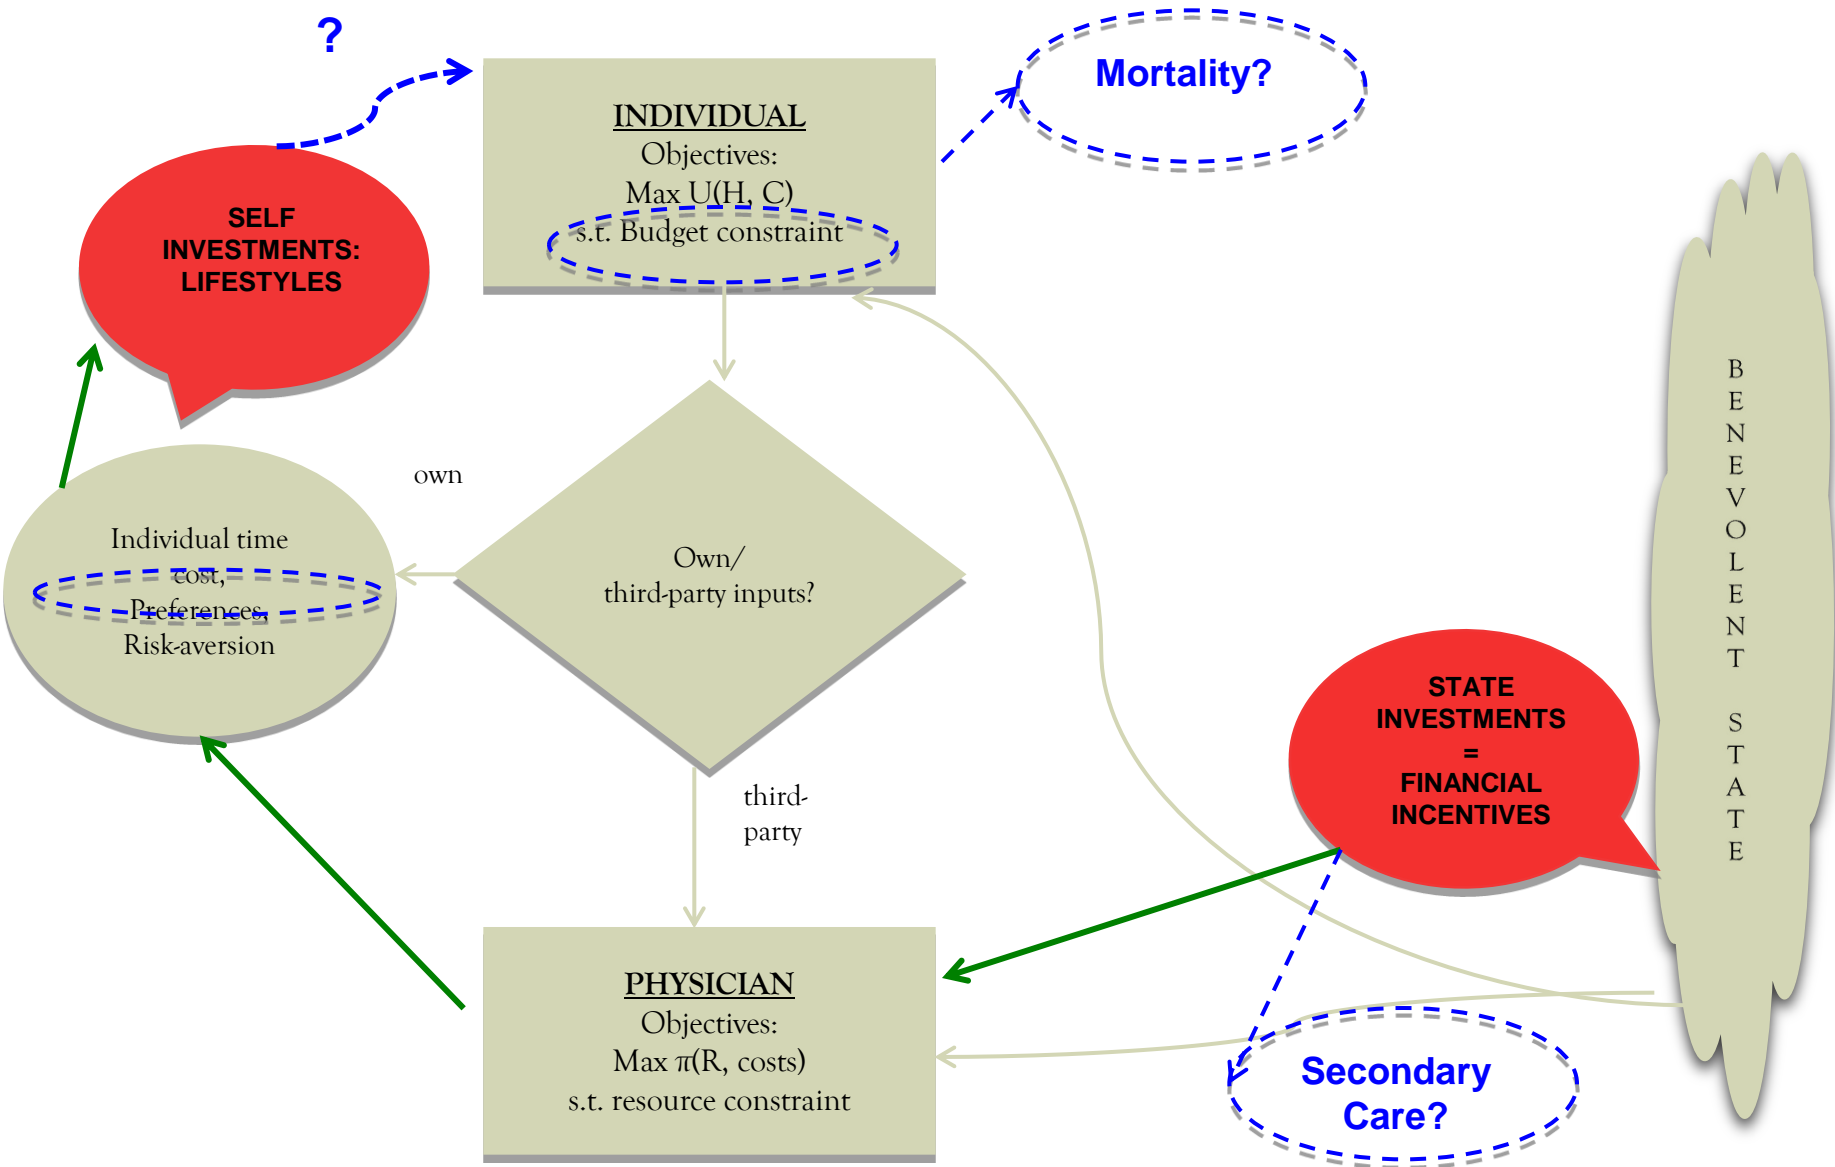 ?
Mortality?
INDIVIDUAL
Objectives:
Max U(H, C)
s.t. Budget constraint
SELF
INVESTMENTS:
LIFESTYLES
own
Individual time
cost,
Preferences,
Risk-aversion
Own/
third-party inputs?
third-
party
STATE
INVESTMENTS
=
FINANCIAL
INCENTIVES
B
E
N
E
V
O
L
E
N
T
S
T
A
T
E
PHYSICIAN
Objectives:
Max π(R, costs)
s.t. resource constraint
Secondary
Care?